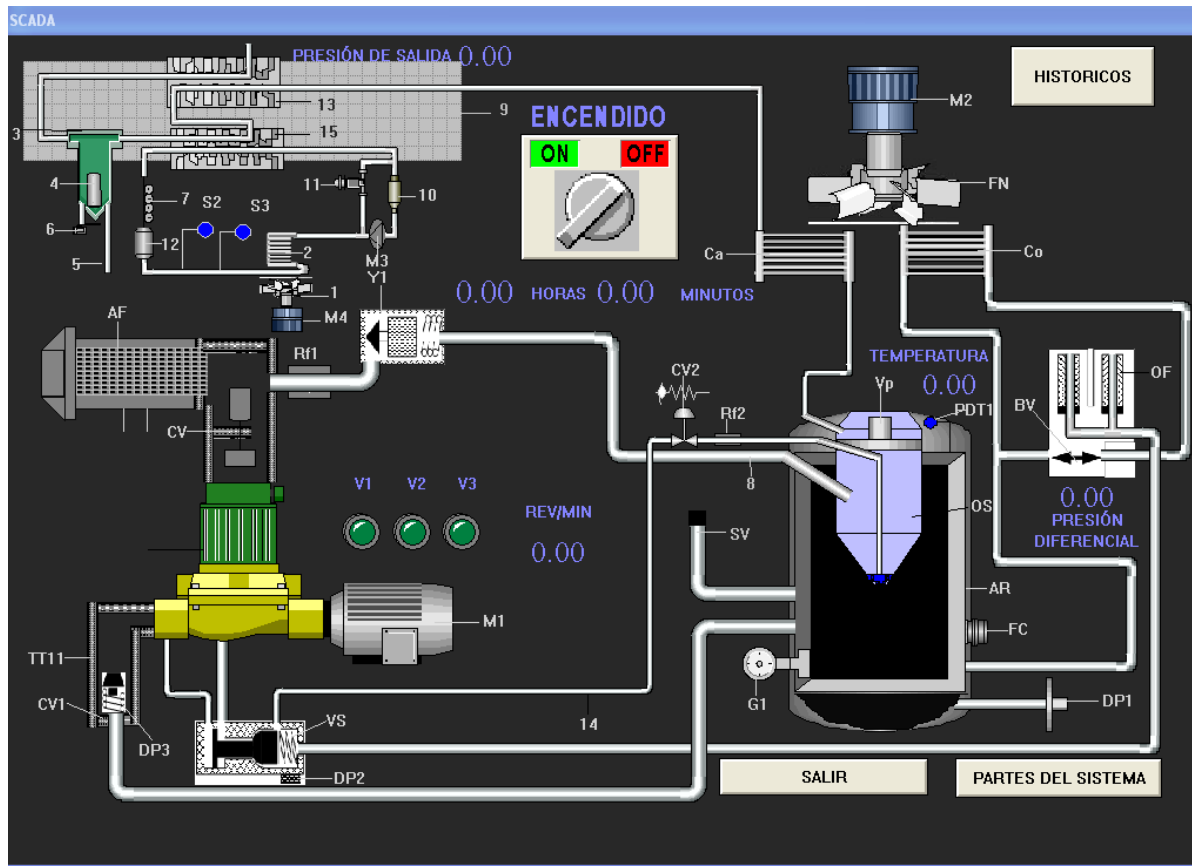 SCADA
PRESIÓN DE SALIDA 0.00
HISTORICOS
13
9
3
15
ENCENDIDO
ON OFF
M2
4
11
10
FN
7
S2
S3
6
12
2
5
M3
Y1
Ca
Co
1
M4
0.00 HORAS 0.00 MINUTOS
AF
Rf1
CV2
TEMPERATURA
0.00
Vp
OF
BV
PDT1
Rf2
CV
8
V1 V2 V3
REV/MIN
0.00
SV
OS
0.00
PRESIÓN
DIFERENCIAL
AR
M1
FC
TT11
G1
CV1
DP3
VS
14
DP1
DP2
SALIR
PARTES DEL SISTEMA